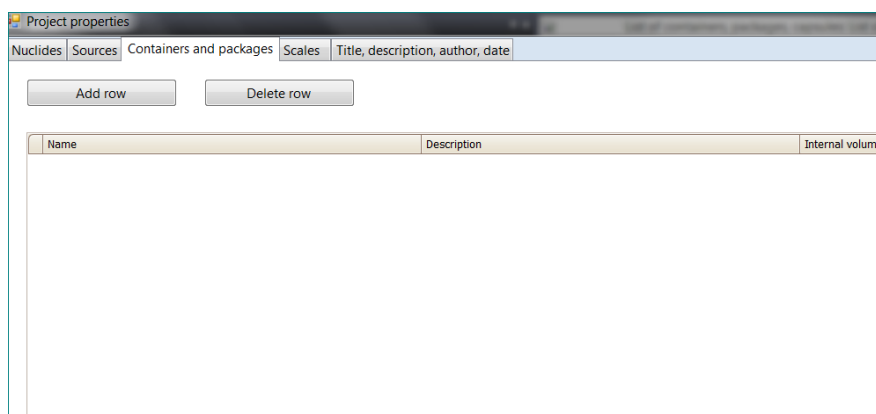 Project properties
Nuclides Sources Containers and packages Scales Title, description, author, date
Add row Delete row
Name Description Internal volum